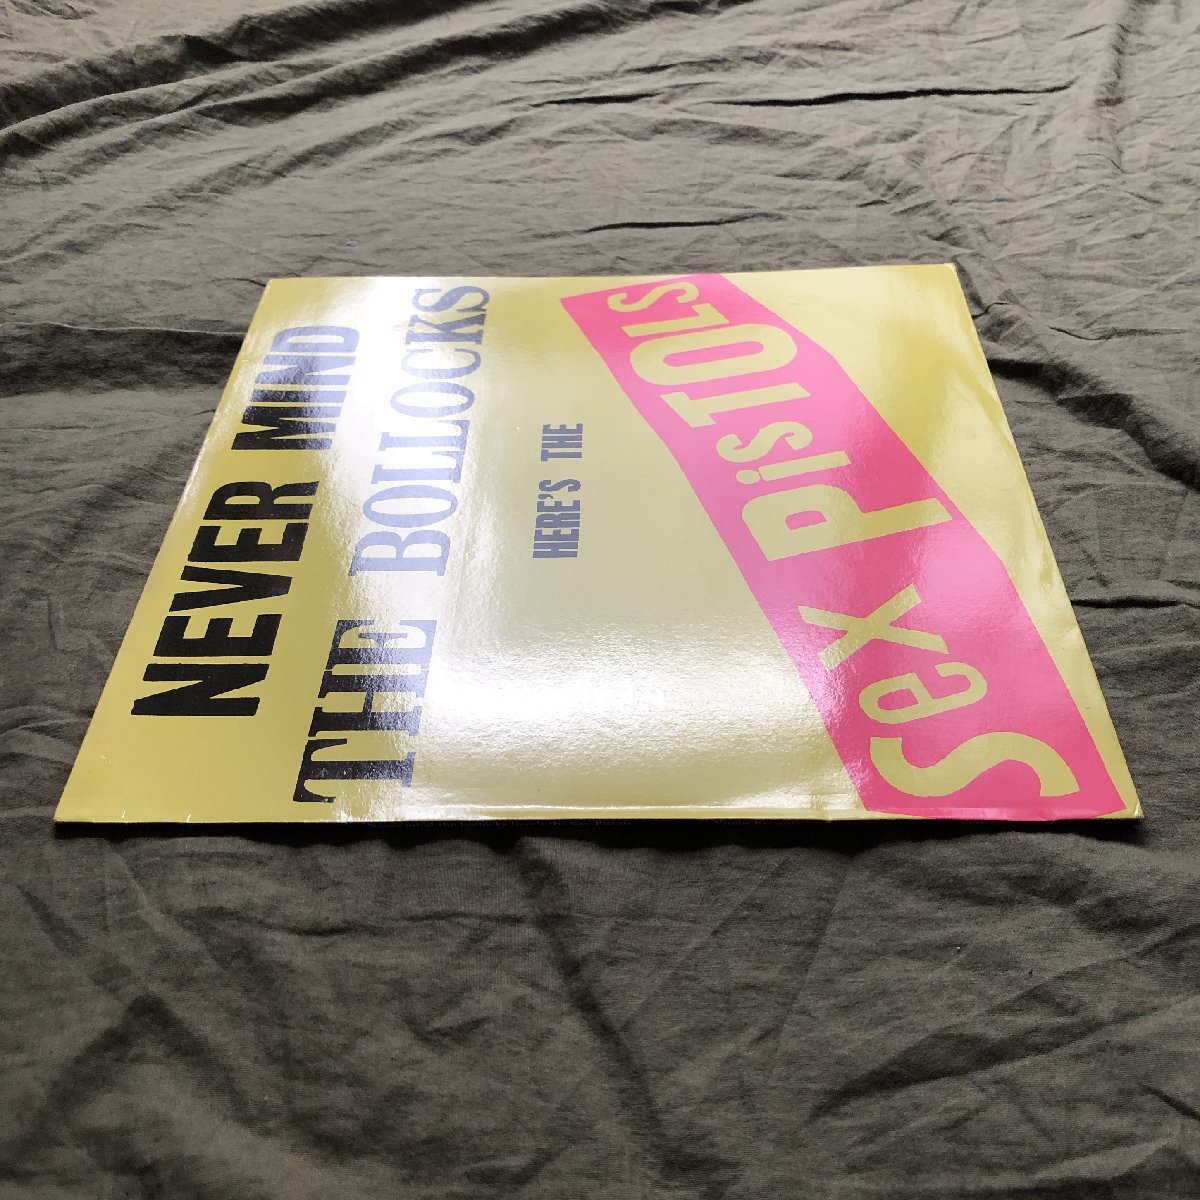 NEVER MIND
THE BOLLOCKS
HERE'S THE
Sex PisTOLs